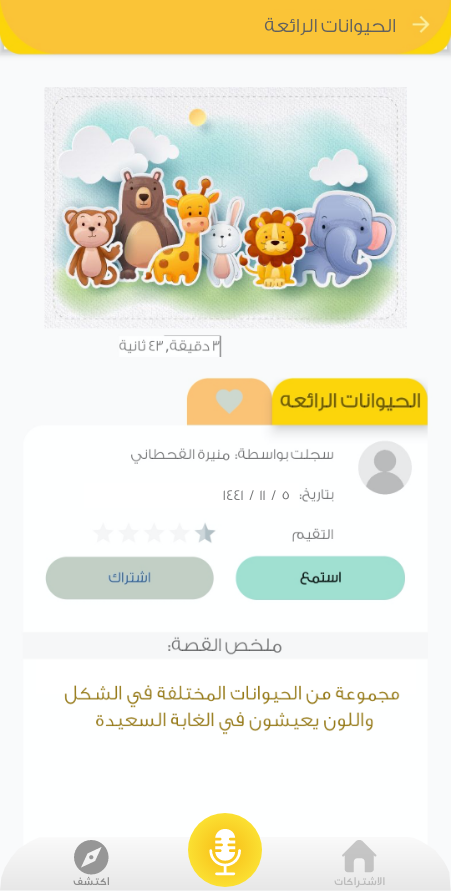 الحيوانات الرائعة
٣ دقيقة, ٤٣ ثانية
الحيوانات الرائعه
سجلت بواسطة: منيرة القحطاني
بتاريخ: ٥ / ١١ / ١٤٤١
التقيم
استمع
اشتراك
ملخص القصة:
مجموعة من الحيوانات المختلفة في الشكل
واللون يعيشون في الغابة السعيدة
الاشتراكات
اكتشف